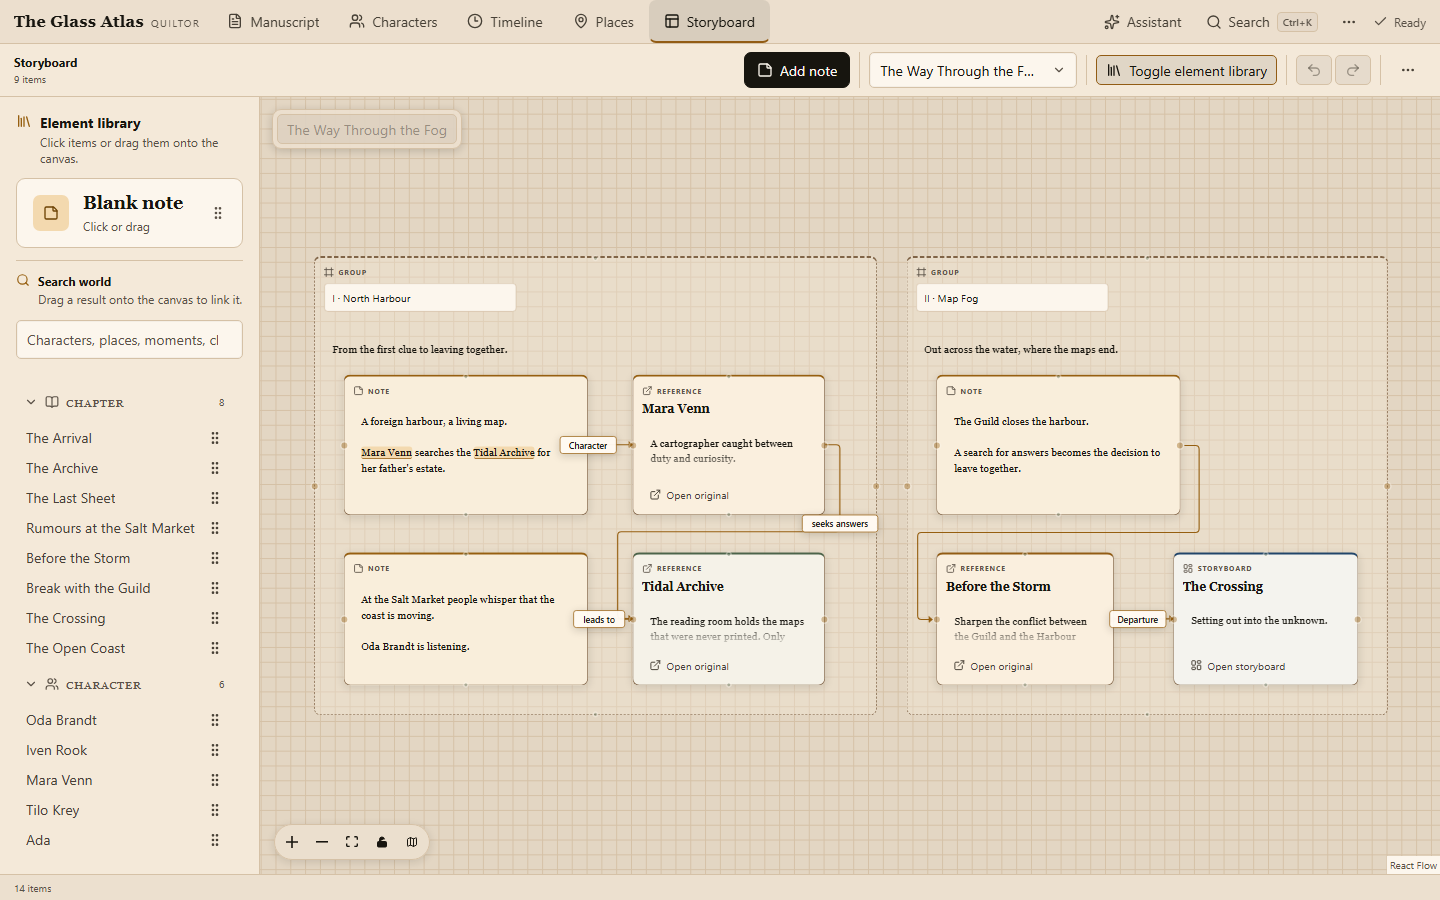 The Glass Atlas QUILTOR
Manuscript
Characters
Timeline
Places
Storyboard
Assistant
Search Ctrl+K
Ready
Storyboard
9 items
Add note
The Way Through the F...
Toggle element library
Element library
Click items or drag them onto the
canvas.
Blank note
Click or drag
Search world
Drag a result onto the canvas to link it.
Characters, places, moments, cl
CHAPTER 8
The Arrival
The Archive
The Last Sheet
Rumours at the Salt Market
Before the Storm
Break with the Guild
The Crossing
The Open Coast
CHARACTER 6
Oda Brandt
Iven Rook
Mara Venn
Tilo Krey
Ada
The Way Through the Fog
GROUP
I · North Harbour
From the first clue to leaving together.
NOTE
A foreign harbour, a living map.
Mara Venn searches the Tidal Archive for
her father's estate.
Character
REFERENCE
Mara Venn
A cartographer caught between
duty and curiosity.
Open original
seeks answers
NOTE
At the Salt Market people whisper that the
coast is moving.
Oda Brandt is listening.
leads to
REFERENCE
Tidal Archive
The reading room holds the maps
that were never printed. Only
Open original
GROUP
II · Map Fog
Out across the water, where the maps end.
NOTE
The Guild closes the harbour.
A search for answers becomes the decision to
leave together.
REFERENCE
Before the Storm
Sharpen the conflict between
the Guild and the Harbour
Open original
Departure
STORYBOARD
The Crossing
Setting out into the unknown.
Open storyboard
React Flow
14 items